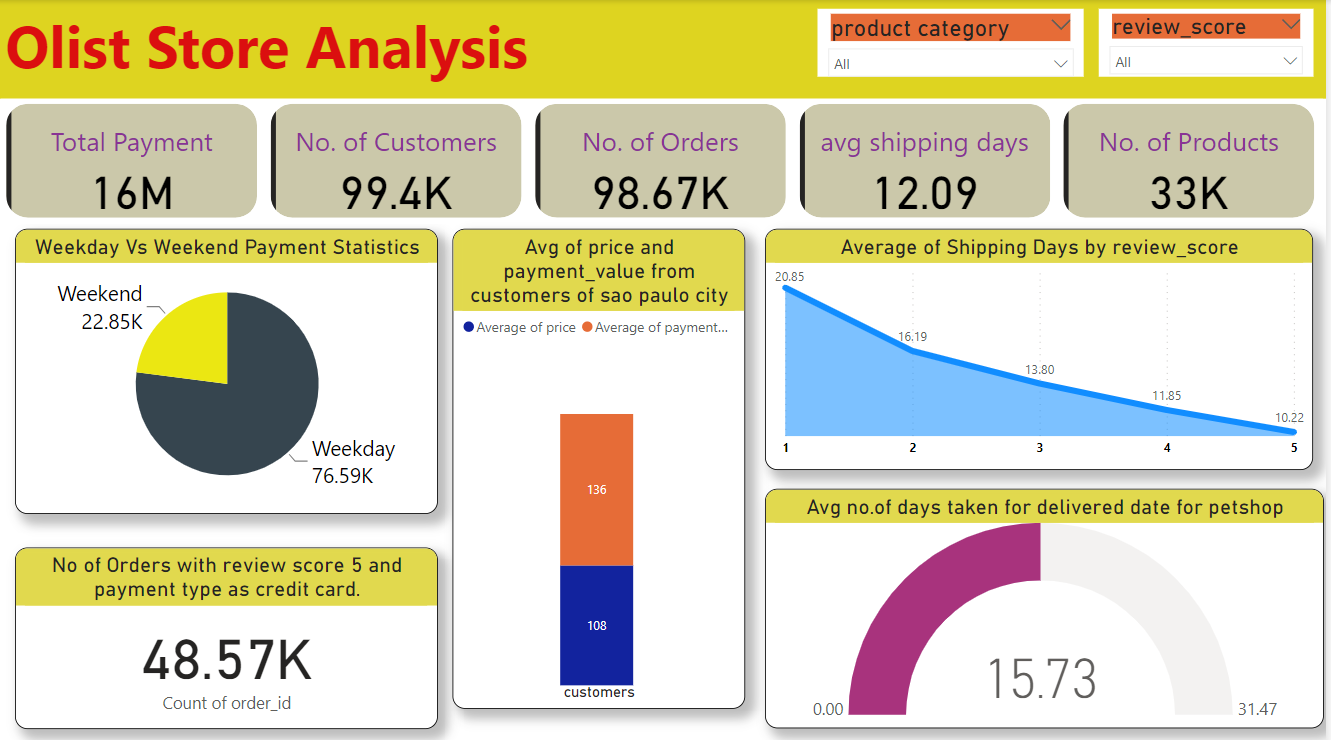 Olist Store Analysis
product category
All
review_score
All
Total Payment
16M
No. of Customers
99.4K
No. of Orders
98.67K
avg shipping days
12.09
No. of Products
33K
Weekday Vs Weekend Payment Statistics
Weekend
22.85K
Weekday
76.59K
No of Orders with review score 5 and
payment type as credit card.
48.57K
Count of order_id
Avg of price and
payment_value from
customers of sao paulo city
Average of price Average of payment...
136
108
customers
Average of Shipping Days by review_score
20.85
16.19
13.80
11.85
10.22
1 2 3 4 5
Avg no.of days taken for delivered date for petshop
15.73
0.00 31.47